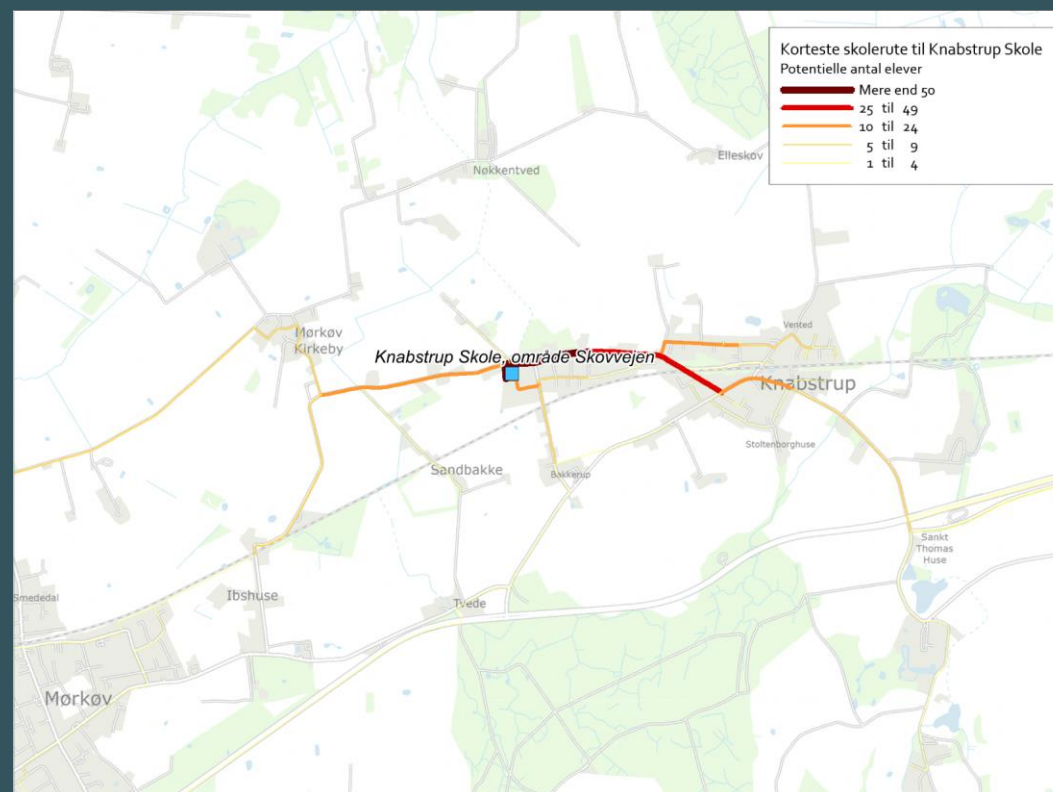 Korteste skolerute til Knabstrup Skole
Potentielle antal elever
Mere end 50
25 til 49
10 til 24
5 til 9
1 til 4
Elleskov
Nøkkentved
Vented
Mørkøv
Kirkeby
Knabstrup Skole, område Skovvejen
Knabstrup
Stoltenborghuse
Sandbakke
Bakkerup
Sankt
Thomas
Huse
Smededal
Ibshuse
Tvede
Mørkøv